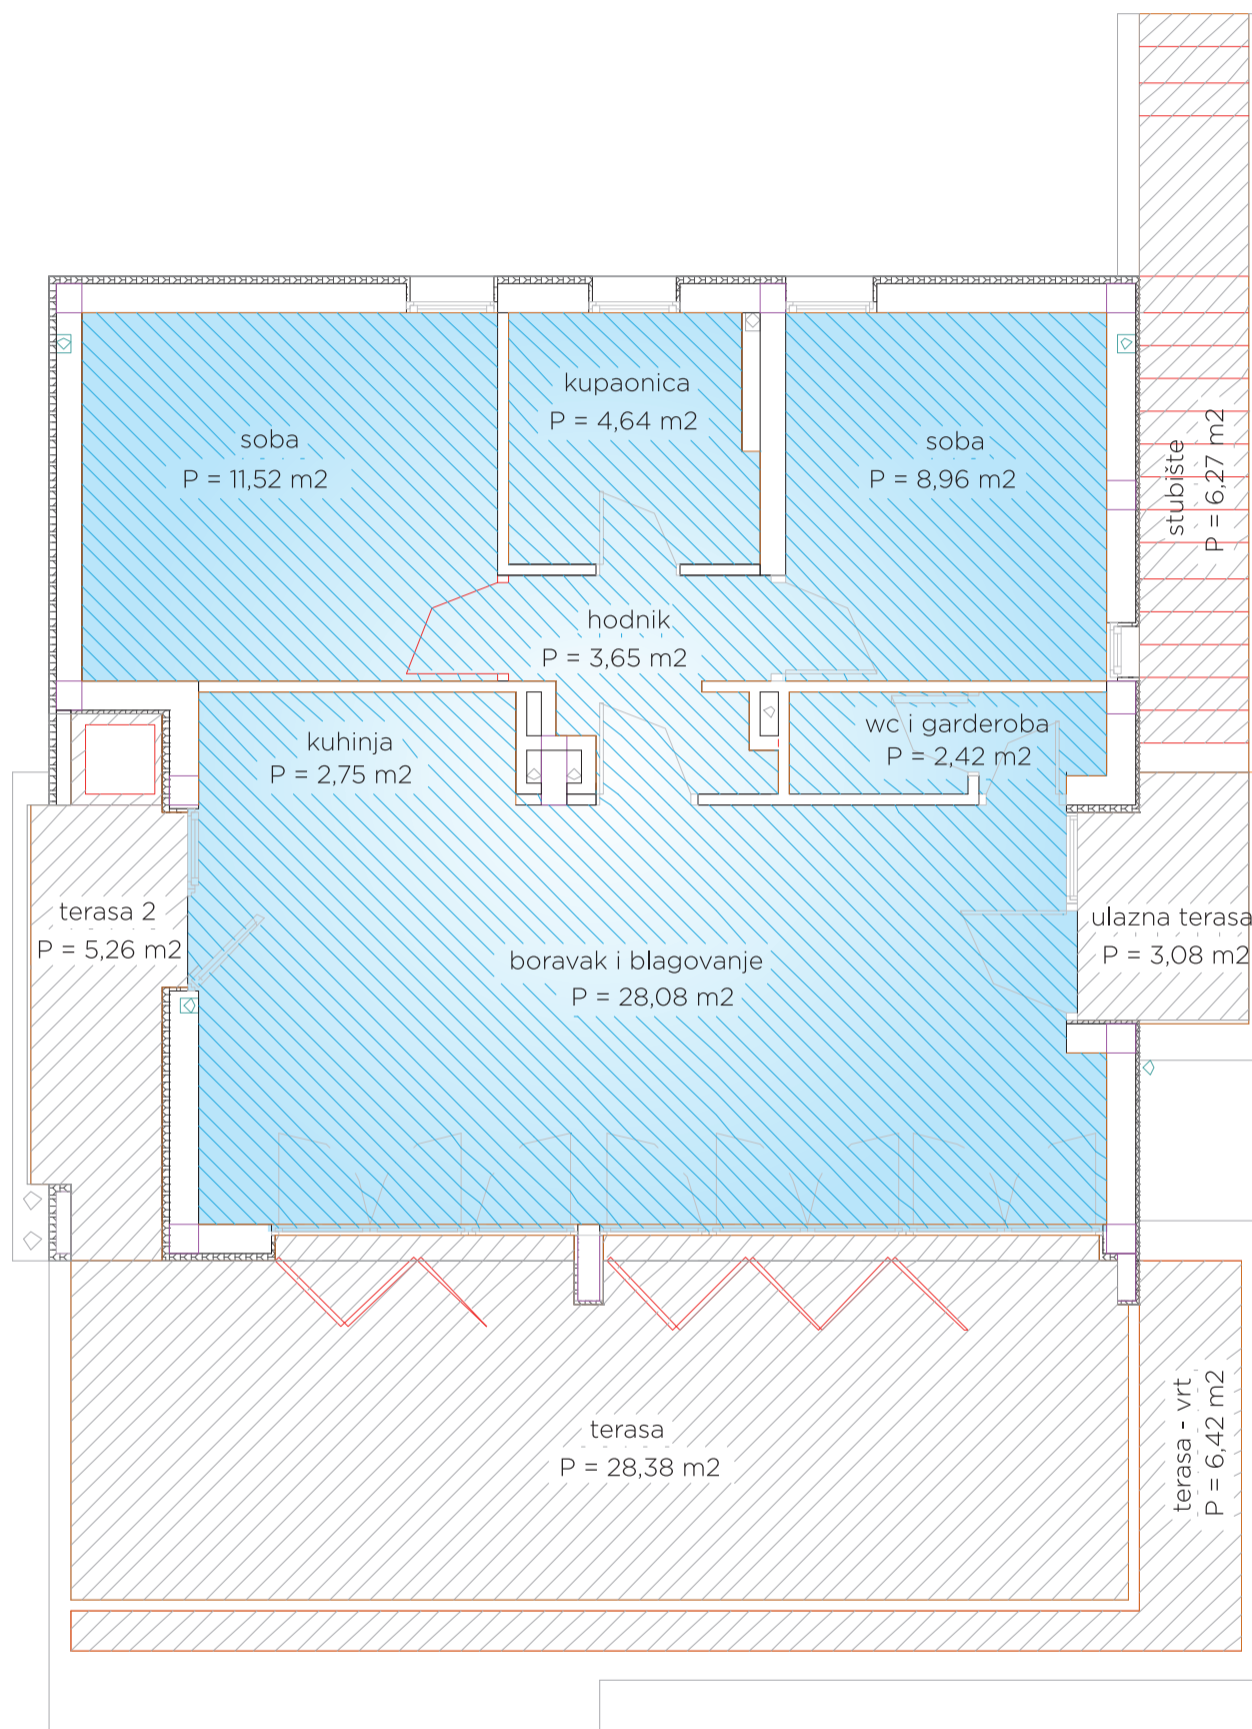 kupaonica
P = 4,64 m2
soba
P = 11,52 m2
soba
P = 8,96 m2
stubište
P = 6,27 m2
hodnik
P = 3,65 m2
kuhinja
P = 2,75 m2
wc i garderoba
P = 2,42 m2
terasa 2
P = 5,26 m2
boravak i blagovanje
P = 28,08 m2
ulazna terasa
P = 3,08 m2
terasa
P = 28,38 m2
terasa - vrt
P = 6,42 m2